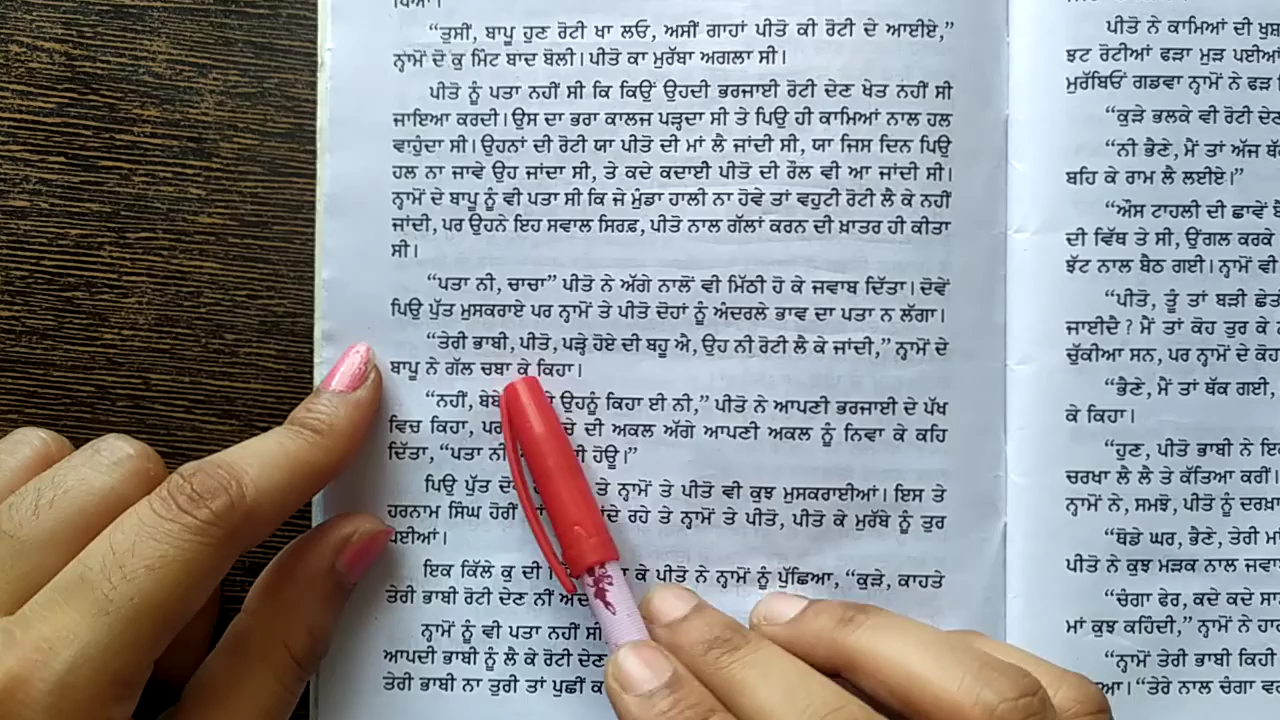 “ਤੁਸੀਂ, ਬਾਪੂ ਹੁਣ ਰੋਟੀ ਖਾ ਲਓ, ਅਸੀਂ ਗਾਹਾਂ ਪੀਤੋ ਕੀ ਰੋਟੀ ਦੇ ਆਈਏ,”
ਨ੍ਹਾਮੋਂ ਦੋ ਕੁ ਮਿੰਟ ਬਾਦ ਬੋਲੀ। ਪੀਤੋ ਕਾ ਮੁਰੱਬਾ ਅਗਲਾ ਸੀ।
ਪੀਤੋ ਨੂੰ ਪਤਾ ਨਹੀਂ ਸੀ ਕਿ ਕਿਉਂ ਉਹਦੀ ਭਰਜਾਈ ਰੋਟੀ ਦੇਣ ਖੇਤ ਨਹੀਂ ਸੀ
ਜਾਇਆ ਕਰਦੀ। ਉਸ ਦਾ ਭਰਾ ਕਾਲਜ ਪੜ੍ਹਦਾ ਸੀ ਤੇ ਪਿਓ ਹੀ ਕਾਮਿਆਂ ਨਾਲ ਹਲ
ਵਾਹੁੰਦਾ ਸੀ। ਉਹਨਾਂ ਦੀ ਰੋਟੀ ਯਾ ਪੀਤੋ ਦੀ ਮਾਂ ਲੈ ਜਾਂਦੀ ਸੀ, ਯਾ ਜਿਸ ਦਿਨ ਪਿਓ
ਹਲ ਨਾ ਜਾਵੇ ਉਹ ਜਾਂਦਾ ਸੀ, ਤੇ ਕਦੇ ਕਦਾਈ ਪੀਤੋ ਦੀ ਰੌਲ ਵੀ ਆ ਜਾਂਦੀ ਸੀ।
ਨ੍ਹਾਮੋਂ ਦੇ ਬਾਪੂ ਨੂੰ ਵੀ ਪਤਾ ਸੀ ਕਿ ਜੇ ਮੁੰਡਾ ਹਾਲੀ ਨਾ ਹੋਵੇ ਤਾਂ ਵਹੁਟੀ ਰੋਟੀ ਲੈ ਕੇ ਨਹੀਂ
ਜਾਂਦੀ, ਪਰ ਉਹਨੇ ਇਹ ਸਵਾਲ ਸਿਰਫ਼, ਪੀਤੋ ਨਾਲ ਗੱਲਾਂ ਕਰਨ ਦੀ ਖ਼ਾਤਰ ਹੀ ਕੀਤਾ
ਸੀ।
“ਪਤਾ ਨੀ, ਚਾਚਾ” ਪੀਤੋ ਨੇ ਅੱਗੇ ਨਾਲੋਂ ਵੀ ਮਿੱਠੀ ਹੋ ਕੇ ਜਵਾਬ ਦਿੱਤਾ। ਦੋਵੇਂ
ਪਿਉ ਪੁੱਤ ਮੁਸਕਰਾਏ ਪਰ ਨ੍ਹਾਮੋਂ ਤੇ ਪੀਤੋ ਦੋਹਾਂ ਨੂੰ ਅੰਦਰਲੇ ਭਾਵ ਦਾ ਪਤਾ ਨ ਲੱਗਾ।
“ਤੇਰੀ ਭਾਬੀ, ਪੀਤੋ, ਪੜ੍ਹੇ ਹੋਏ ਦੀ ਬਹੂ ਐ, ਉਹ ਨੀ ਰੋਟੀ ਲੈ ਕੇ ਜਾਂਦੀ,” ਨ੍ਹਾਮੋਂ ਦੇ
ਬਾਪੂ ਨੇ ਗੱਲ ਚਬਾ ਕੇ ਕਿਹਾ।
“ਨਹੀਂ, ਉਹਨੂੰ ਕਿਹਾ ਈ ਨੀ,” ਪੀਤੋ ਨੇ ਆਪਣੀ ਭਰਜਾਈ ਦੇ ਪੱਖ
ਵਿਚ ਕਿਹਾ, ਪਰ ਦੀ ਅਕਲ ਅੱਗੇ ਆਪਣੀ ਅਕਲ ਨੂੰ ਨਿਵਾ ਕੇ ਕਹਿ
ਦਿੱਤਾ, “ਪਤਾ ਨੀ ਹੋਊ।”
ਪਿਓ ਪੁੱਤ ਤੇ ਨ੍ਹਾਮੋਂ ਤੇ ਪੀਤੋ ਵੀ ਕੁਝ ਮੁਸਕਰਾਈਆਂ। ਇਸ ਤੇ
ਹਰਨਾਮ ਸਿੰਘ ਹੋਰੀਂ ਰਹੇ ਤੇ ਨ੍ਹਾਮੋਂ ਤੇ ਪੀਤੋ, ਪੀਤੋ ਕੇ ਮੁਰੱਬੇ ਨੂੰ ਤੁਰ
ਪਈਆਂ।
ਇਕ ਕਿੱਲੇ ਕੁ ਦੀ ਕੇ ਪੀਤੋ ਨੇ ਨ੍ਹਾਮੋਂ ਨੂੰ ਪੁੱਛਿਆ, “ਕੁੜੇ, ਕਾਹਤੇ
ਤੇਰੀ ਭਾਬੀ ਰੋਟੀ ਦੇਣ ਨੀਂ
ਨ੍ਹਾਮੋਂ ਨੂੰ ਵੀ ਪਤਾ ਨਹੀਂ ਸੀ
ਆਪਦੀ ਭਾਬੀ ਨੂੰ ਲੈ ਕੇ ਰੋਟੀ ਦੇਣ
ਤੇਰੀ ਭਾਬੀ ਨਾ ਤੁਰੀ ਤਾਂ ਪੁਛੀਂ
ਪੀਤੋ ਨੇ ਕਾਮਿਆਂ ਦੀ
ਝਟ ਰੋਟੀਆਂ ਫੜਾ ਮੁੜ ਪਈਆਂ
ਮੁਰੱਬਿਓਂ ਗਡਵਾ ਨ੍ਹਾਮੋਂ ਨੇ ਫੜ
“ਕੁੜੇ ਭਲਕੇ ਵੀ ਰੋਟੀ ਦੇਣ
“ਨੀ ਭੈਣੇ, ਮੈਂ ਤਾਂ ਅੱਜ
ਬਹਿ ਕੇ ਰਾਮ ਲੈ ਲਈਏ।”
“ਔਸ ਟਾਹਲੀ ਦੀ ਛਾਵੇਂ
ਦੀ ਵਿੱਥ ਤੇ ਸੀ, ਉਂਗਲ ਕਰਕੇ
ਝੱਟ ਨਾਲ ਬੈਠ ਗਈ। ਨ੍ਹਾਮੋਂ ਵੀ
“ਪੀਤੋ, ਤੂੰ ਤਾਂ ਬੜੀ
ਜਾਈਦੈ? ਮੈਂ ਤਾਂ ਕੋਹ ਤੁਰ ਕੇ
ਚੁੱਕੀਆ ਸਨ, ਪਰ ਨ੍ਹਾਮੋਂ ਦੇ
“ਭੈਣੇ, ਮੈਂ ਤਾਂ ਥੱਕ ਗਈ,
ਕੇ ਕਿਹਾ।
“ਹੁਣ, ਪੀਤੋ ਭਾਬੀ ਨੇ
ਚਰਖਾ ਲੈ ਲੈ ਤੇ ਕੱਤਿਆ ਕਰੀਂ।
ਨ੍ਹਾਮੋਂ ਨੇ, ਸਮਝੋ, ਪੀਤੋ ਨੂੰ
“ਥੋਡੇ ਘਰ, ਭੈਣੇ, ਤੇਰੀ
ਪੀਤੋ ਨੇ ਕੁਝ ਮੜਕ ਨਾਲ
“ਚੰਗਾ ਫੇਰ, ਕਦੇ ਕਦੇ
ਮਾਂ ਕੁਝ ਕਹਿੰਦੀ,” ਨ੍ਹਾਮੋਂ ਨੇ
“ਨ੍ਹਾਮੋਂ ਤੇਰੀ ਭਾਬੀ ਕਿਹੀ
“ਤੇਰੇ ਨਾਲ ਚੰਗਾ